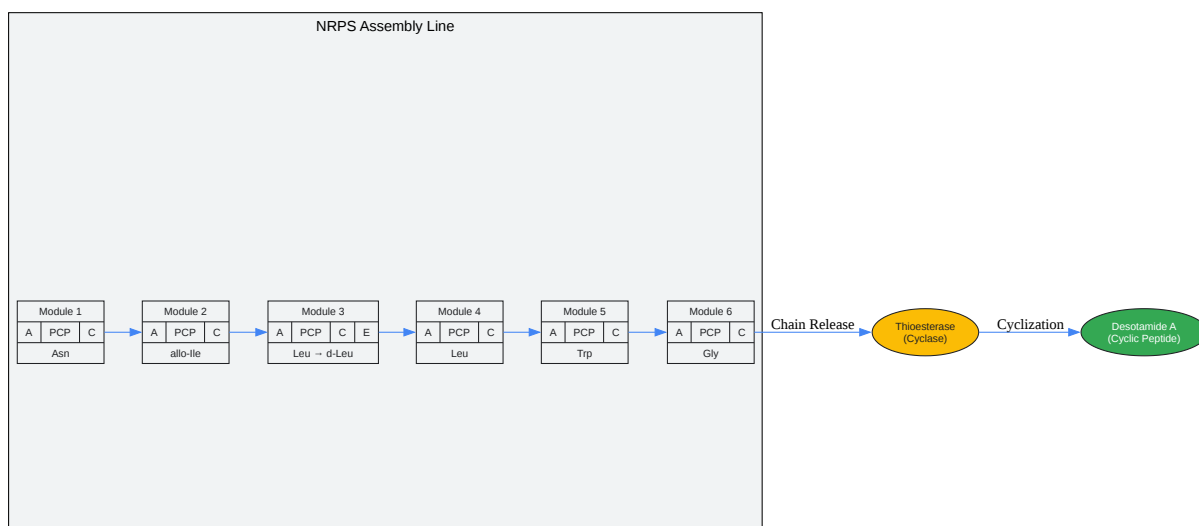 NRPS Assembly Line
Module 1
A PCP C
Asn
Module 2
A PCP C
allo-Ile
Module 3
A PCP C E
Leu → d-Leu
Module 4
A PCP C
Leu
Module 5
A PCP C
Trp
Module 6
A PCP C
Gly
Chain Release
Thioesterase
(Cyclase)
Cyclization
Desotamide A
(Cyclic Peptide)